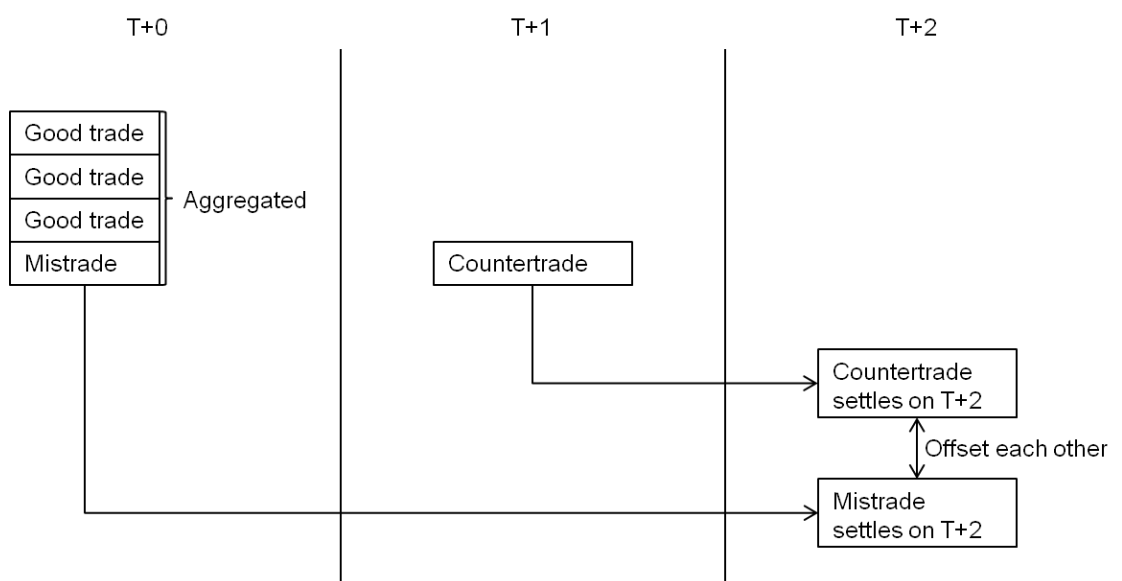 T+0
T+1
T+2
Good trade
Good trade
Good trade
Mistrade
Aggregated
Countertrade
Countertrade
settles on T+2
Offset each other
Mistrade
settles on T+2